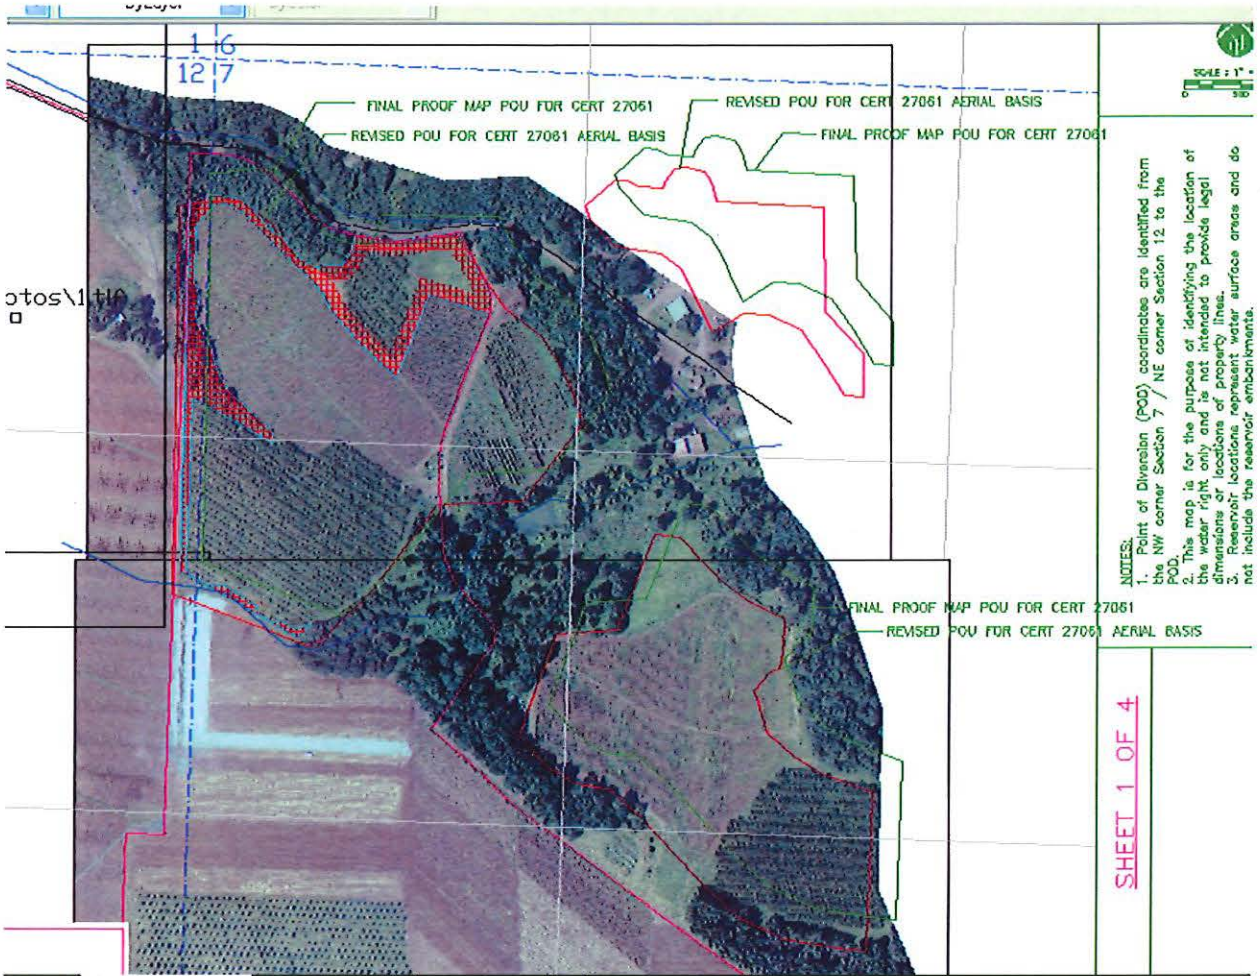 ByLayer
1 6
12 7
FINAL PROOF MAP POU FOR CERT 27061
REVISED POU FOR CERT 27061 AERIAL BASIS
REVISED POU FOR CERT 27061 AERIAL BASIS
FINAL PROOF MAP POU FOR CERT 27061
otos\1.tif
FINAL PROOF MAP POU FOR CERT 27061
REVISED POU FOR CERT 27061 AERIAL BASIS
SCALE : 1" =
0 500
NOTES:
1. Point of Diversion (POD) coordinates are identified from
the NW corner Section 7 / NE corner Section 12 to the
POD.
2. This map is for the purpose of identifying the location of
the water right only and is not intended to provide legal
dimensions or locations of property lines.
3. Reservoir locations represent water surface areas and do
not include the reservoir embankments.
SHEET 1 OF 4